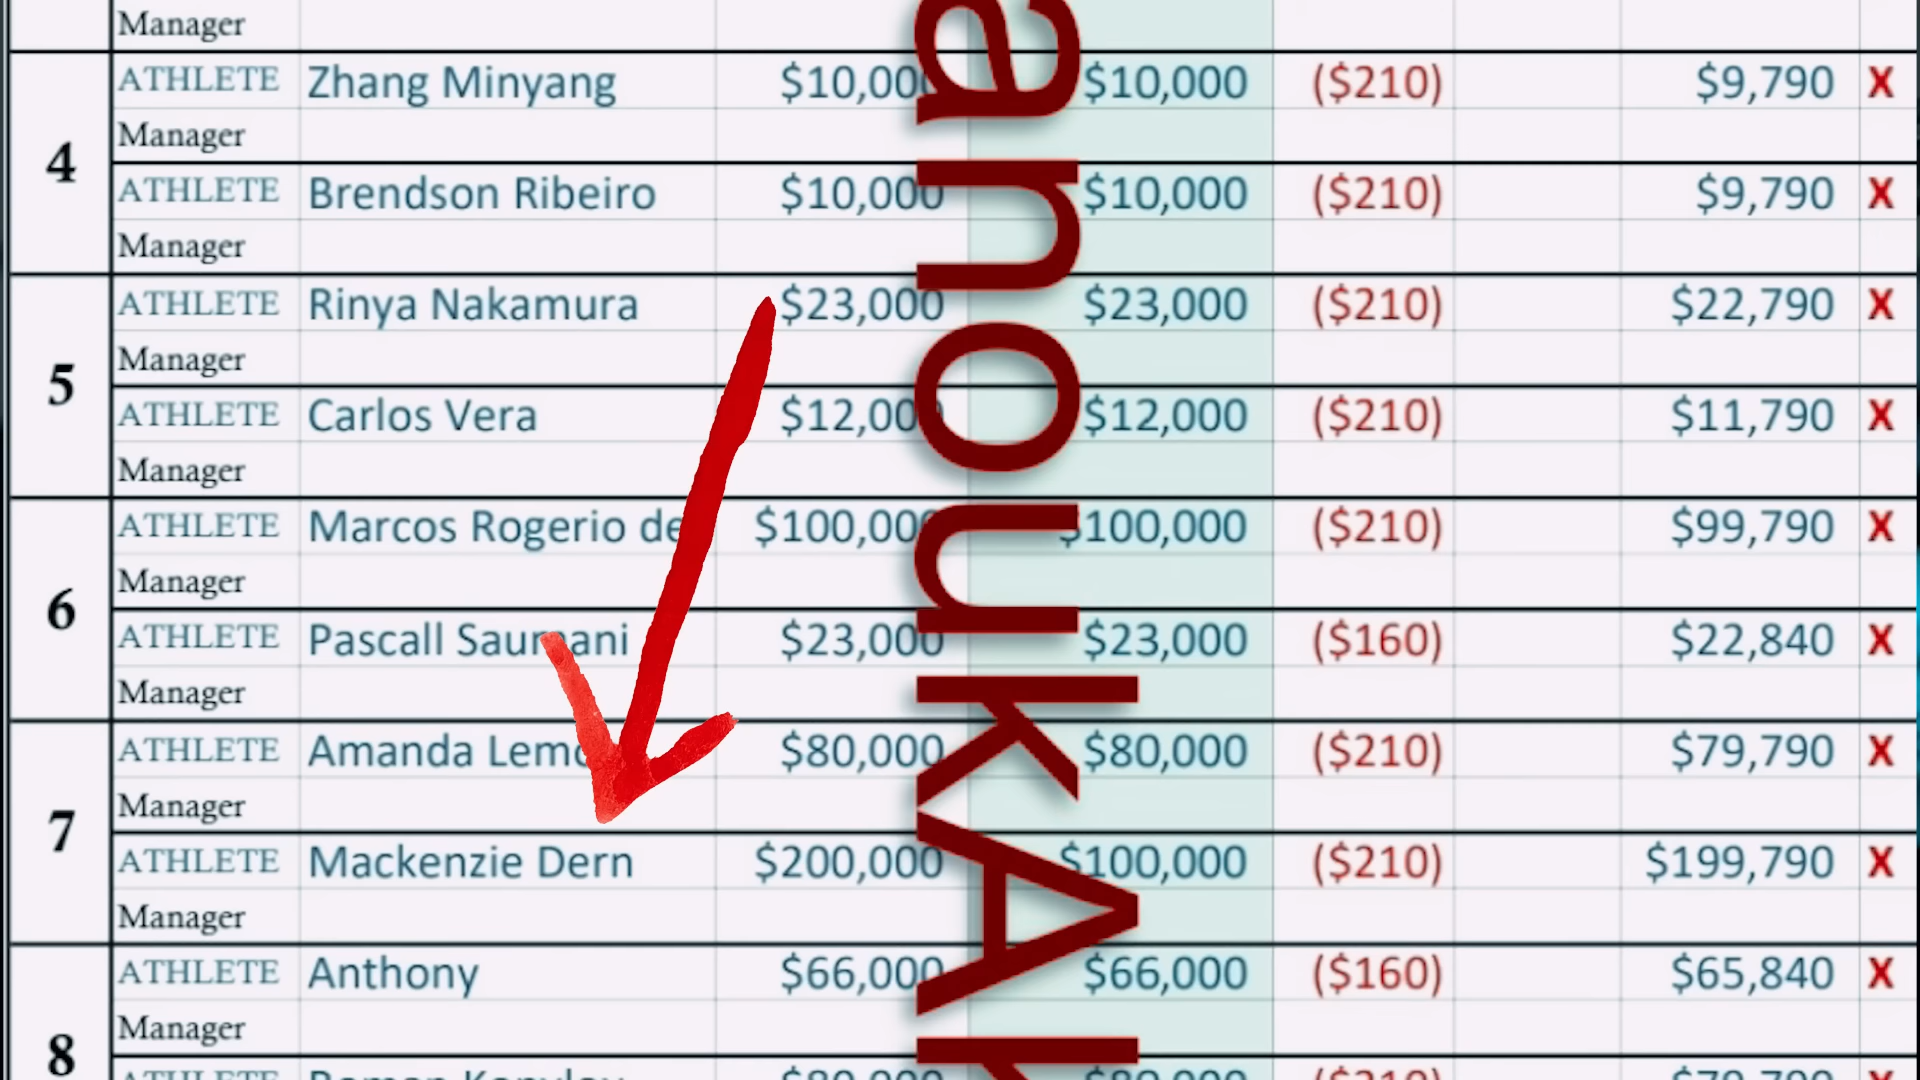 Manager
4
ATHLETE Zhang Minyang $10,000 $10,000 ($210) $9,790 X
Manager
ATHLETE Brendson Ribeiro $10,000 $10,000 ($210) $9,790 X
Manager
5
ATHLETE Rinya Nakamura $23,000 $23,000 ($210) $22,790 X
Manager
ATHLETE Carlos Vera $12,000 $12,000 ($210) $11,790 X
Manager
6
ATHLETE Marcos Rogerio de $100,000 $100,000 ($210) $99,790 X
Manager
ATHLETE Pascall $23,000 $23,000 ($160) $22,840 X
Manager
7
ATHLETE Amanda $80,000 $80,000 ($210) $79,790 X
Manager
ATHLETE Mackenzie Dern $200,000 $100,000 ($210) $199,790 X
Manager
8
ATHLETE Anthony $66,000 $66,000 ($160) $65,840 X
Manager
anoukA